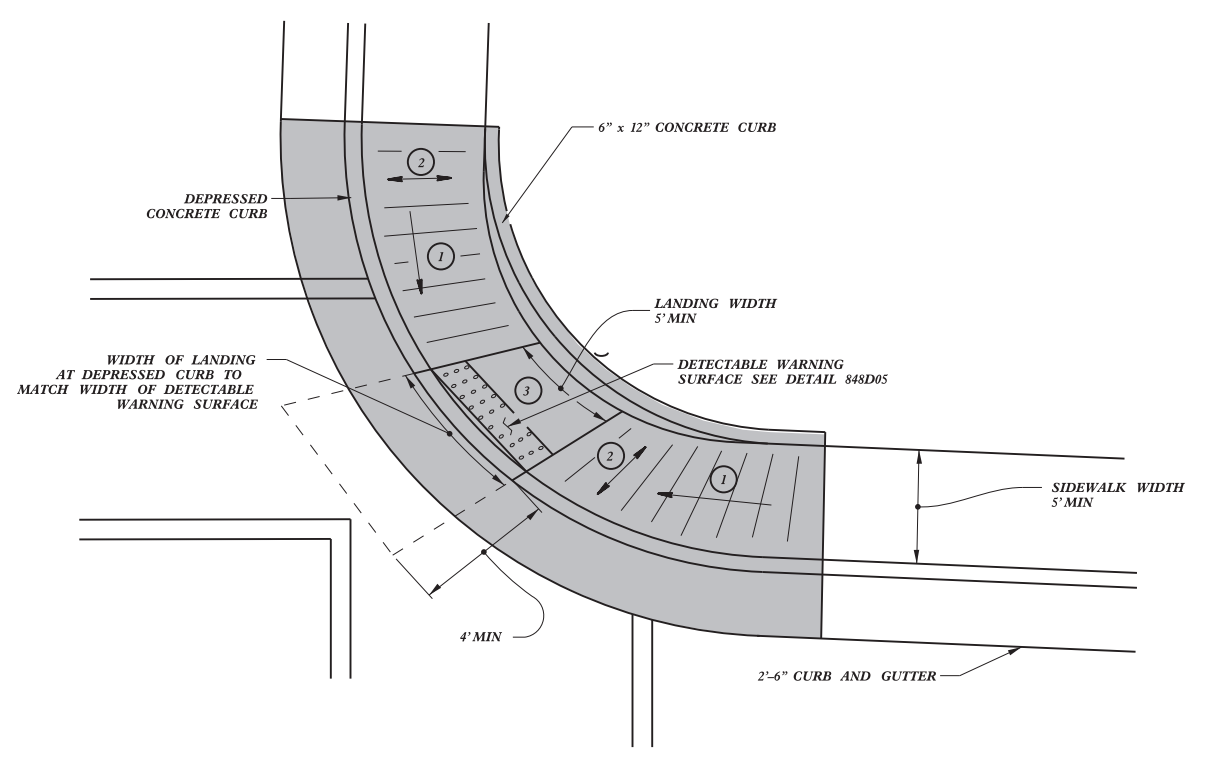 6” x 12” CONCRETE CURB
2
DEPRESSED
CONCRETE CURB
1
LANDING WIDTH
5’ MIN
WIDTH OF LANDING
AT DEPRESSED CURB TO
MATCH WIDTH OF DETECTABLE
WARNING SURFACE
DETECTABLE WARNING
SURFACE SEE DETAIL 848D05
3
2
1
SIDEWALK WIDTH
5’ MIN
4’ MIN
2’–6” CURB AND GUTTER